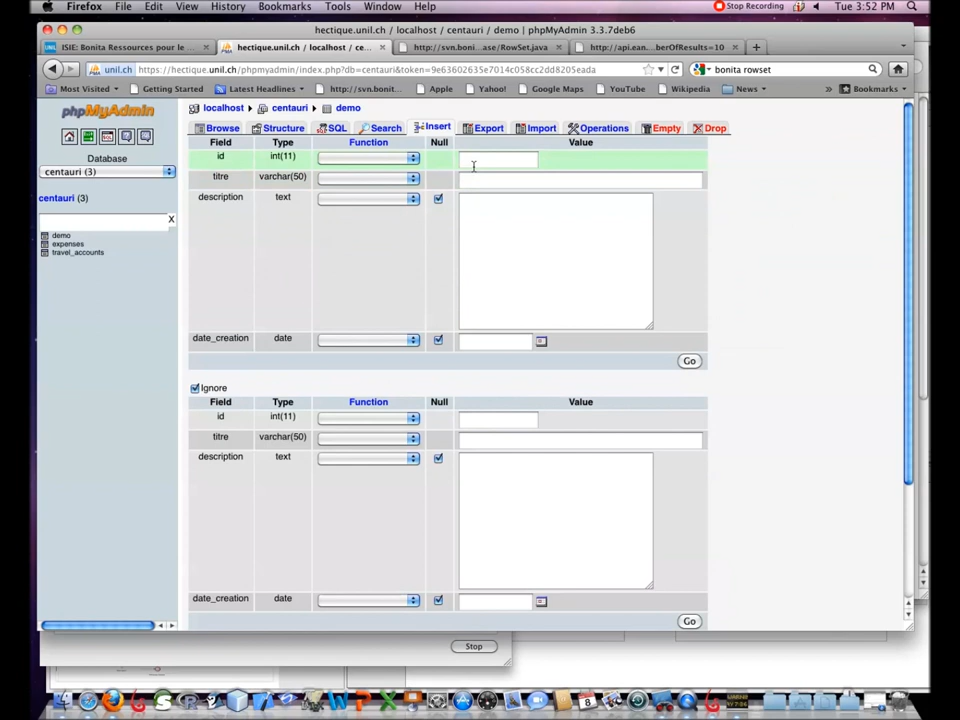 Firefox File Edit View History Bookmarks Tools Window Help Stop Recording Tue 3:52 PM
hectique.unil.ch / localhost / centauri / demo | phpMyAdmin 3.3.7deb6
ISIE: Bonita Ressources pour le ... hectique.unil.ch / localhost / ce... http://svn.boni...ase/RowSet.java http://api.ean....berOfResults=10
unil.ch https://hectique.unil.ch/phpmyadmin/index.php?db=centauri&token=9e63602635e7014c058cc2dd8205eada bonita rowset
Most Visited Getting Started Latest Headlines http://svn.boni... Apple Yahoo! Google Maps YouTube Wikipedia News » Bookmarks
phpMyAdmin
localhost centauri demo
Browse Structure SQL Search Insert Export Import Operations Empty Drop
Database
centauri (3)
centauri (3)
X
demo
expenses
travel_accounts
Field Type Function Null Value
id int(11)
titre varchar(50)
description text
date_creation date
Go
Ignore
Field Type Function Null Value
id int(11)
titre varchar(50)
description text
date_creation date
Go
Stop